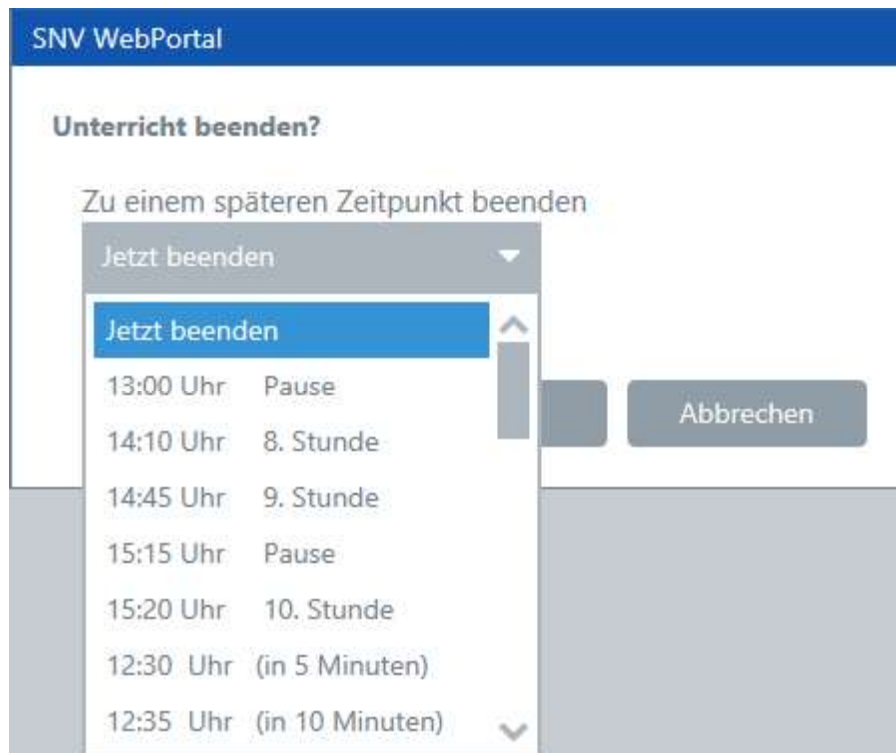 SNV WebPortal
Unterricht beenden?
Zu einem späteren Zeitpunkt beenden
Jetzt beenden
Jetzt beenden
13:00 Uhr Pause
Abbrechen
14:10 Uhr 8. Stunde
14:45 Uhr 9. Stunde
15:15 Uhr Pause
15:20 Uhr 10. Stunde
12:30 Uhr (in 5 Minuten)
12:35 Uhr (in 10 Minuten)